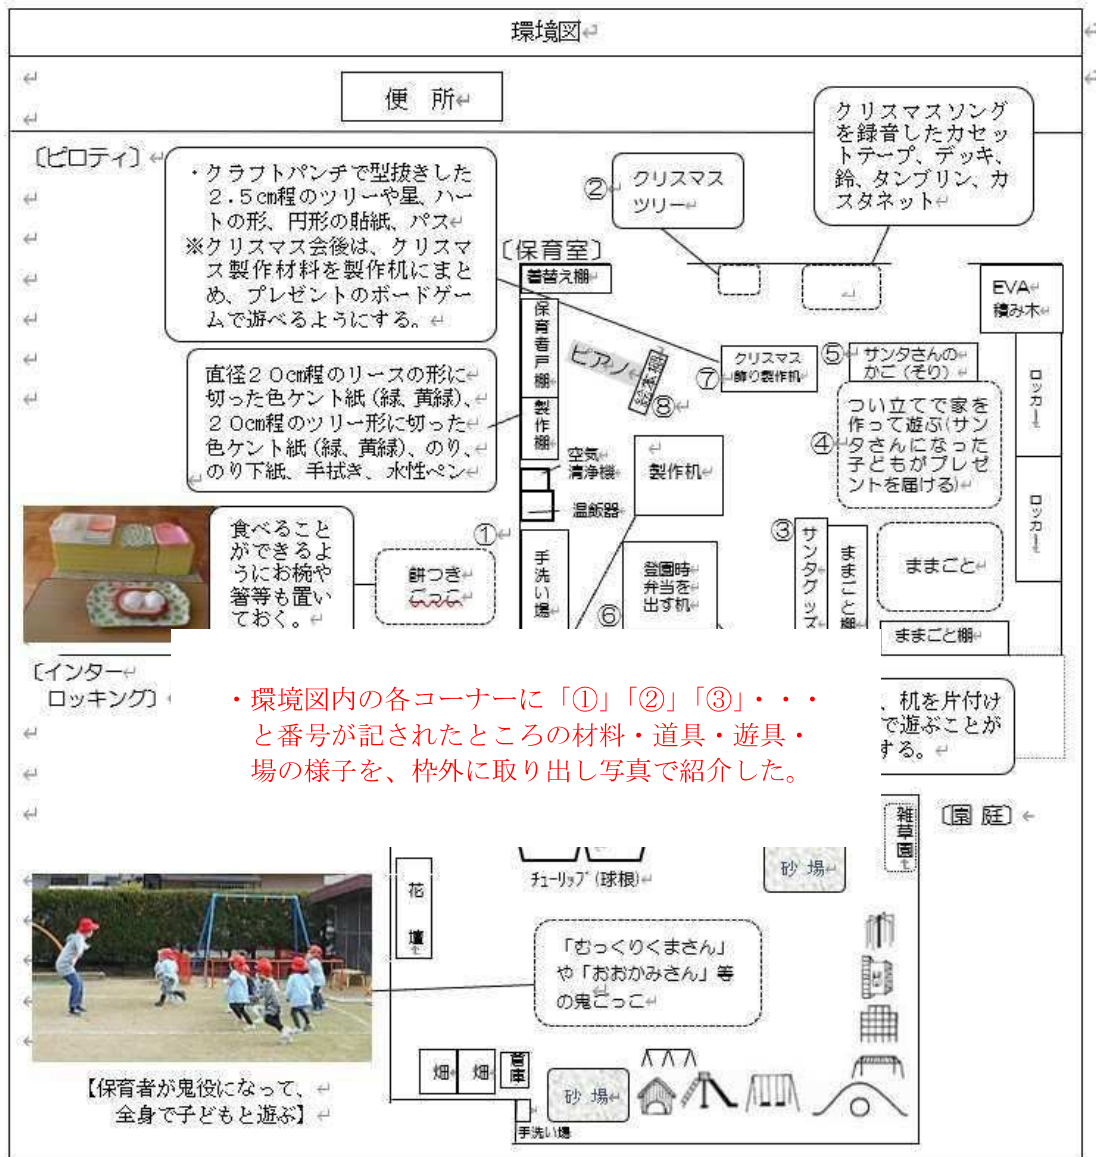 環境図
便 所
クリスマスソング
を録音したカセッ
トテープ、デッキ、
鈴、タンブリン、カ
スタネット
〔ピロティ〕
・クラフトパンチで型抜きした
2.5㎝程のツリーや星、ハー
トの形、円形の貼紙、パス
※クリスマス会後は、クリスマ
ス製作材料を製作机にまと
め、プレゼントのボードゲー
ムで遊べるようにする。
②
クリスマス
ツリー
〔保育室〕
着替え棚
EVA
積み木
保育者戸棚
ピアノ
絵本棚
⑧
⑦
クリスマス
飾り製作机
⑤
サンタさんの
かご(そり)
ロッカー
直径20㎝程のリースの形に
切った色ケント紙(緑、黄緑)、
20㎝程のツリー形に切った
色ケント紙(緑、黄緑)、のり、
のり下紙、手拭き、水性ペン
製作棚
④
つい立てで家を
作って遊ぶ(サン
タさんになった
子どもがプレゼ
ントを届ける)
空気
清浄機
製作机
温飯器
ロッカー
食べること
ができるよ
うにお椀や
箸等も置い
ておく。
①
餅つき
ごっこ
手洗い場
登園時
弁当を
出す机
⑥
③
サンタグッズ
ままごと棚
ままごと
ままごと棚
〔インター
ロッキング〕
・環境図内の各コーナーに「①」「②」「③」・・・
と番号が記されたところの材料・道具・遊具・
場の様子を、枠外に取り出し写真で紹介した。
、机を片付け
で遊ぶことが
する。
雑草園
〔園 庭〕
花 壇
チューリップ(球根)
砂 場
「むっくりくまさん」
や「おおかみさん」等
の鬼ごっこ
畑
畑
倉庫
砂 場
手洗い場
【保育者が鬼役になって、
全身で子どもと遊ぶ】